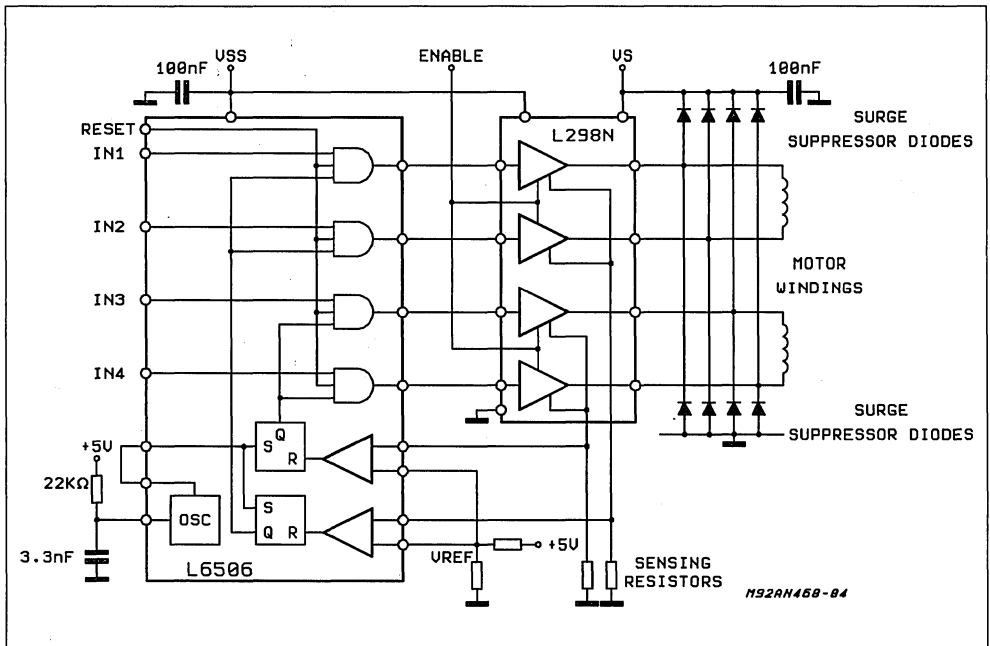 VSS
ENABLE
VS
100nF
100nF
RESET
L298N
SURGE
SUPPRESSOR DIODES
IN1
IN2
MOTOR
WINDINGS
IN3
IN4
SURGE
SUPPRESSOR DIODES
+5V
S
Q
R
22KΩ
OSC
S
Q
R
VREF
+5V
3.3nF
SENSING
RESISTORS
L6506
M92AN468-04